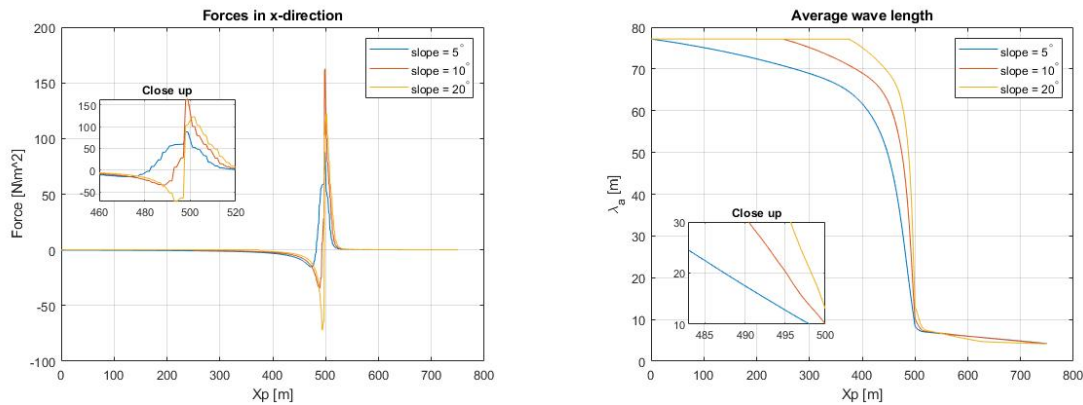 Forces in x-direction
200
150
100
50
0
-50
-100
Force [N\m^2]
0 100 200 300 400 500 600 700 800
Xp [m]
slope = 5°
slope = 10°
slope = 20°
Close up
150
100
50
0
-50
460 480 500 520
Average wave length
80
70
60
50
40
30
20
10
0
λa [m]
0 100 200 300 400 500 600 700 800
Xp [m]
slope = 5°
slope = 10°
slope = 20°
Close up
30
20
10
485 490 495 500